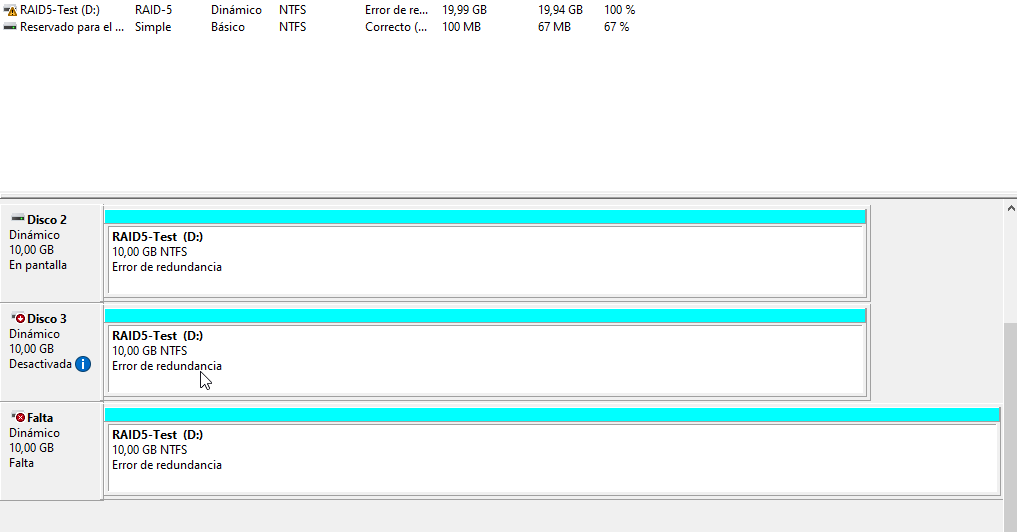 RAID5-Test (D:) RAID-5 Dinámico NTFS Error de re... 19,99 GB 19,94 GB 100 %
Reservado para el ... Simple Básico NTFS Correcto (... 100 MB 67 MB 67 %
Disco 2
Dinámico
10,00 GB
En pantalla
RAID5-Test (D:)
10,00 GB NTFS
Error de redundancia
Disco 3
Dinámico
10,00 GB
Desactivada
RAID5-Test (D:)
10,00 GB NTFS
Error de redundancia
Falta
Dinámico
10,00 GB
Falta
RAID5-Test (D:)
10,00 GB NTFS
Error de redundancia